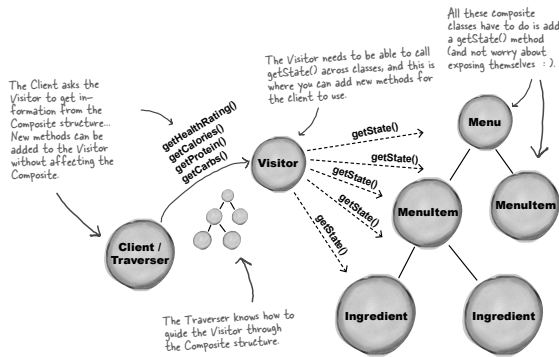 All these composite
classes have to do is add
a getState() method
(and not worry about
exposing themselves :).
The Visitor needs to be able to call
getState() across classes, and this is
where you can add new methods for
the client to use.
The Client asks the
Visitor to get in-
formation from the
Composite structure...
New methods can be
added to the Visitor
without affecting the
Composite.
getHealthRating()
getCalories()
getProtein()
getCarbs()
Visitor
getState()
getState()
getState()
getState()
getState()
Menu
MenuItem
MenuItem
Client /
Traverser
Ingredient
Ingredient
The Traverser knows how to
guide the Visitor through
the Composite structure.